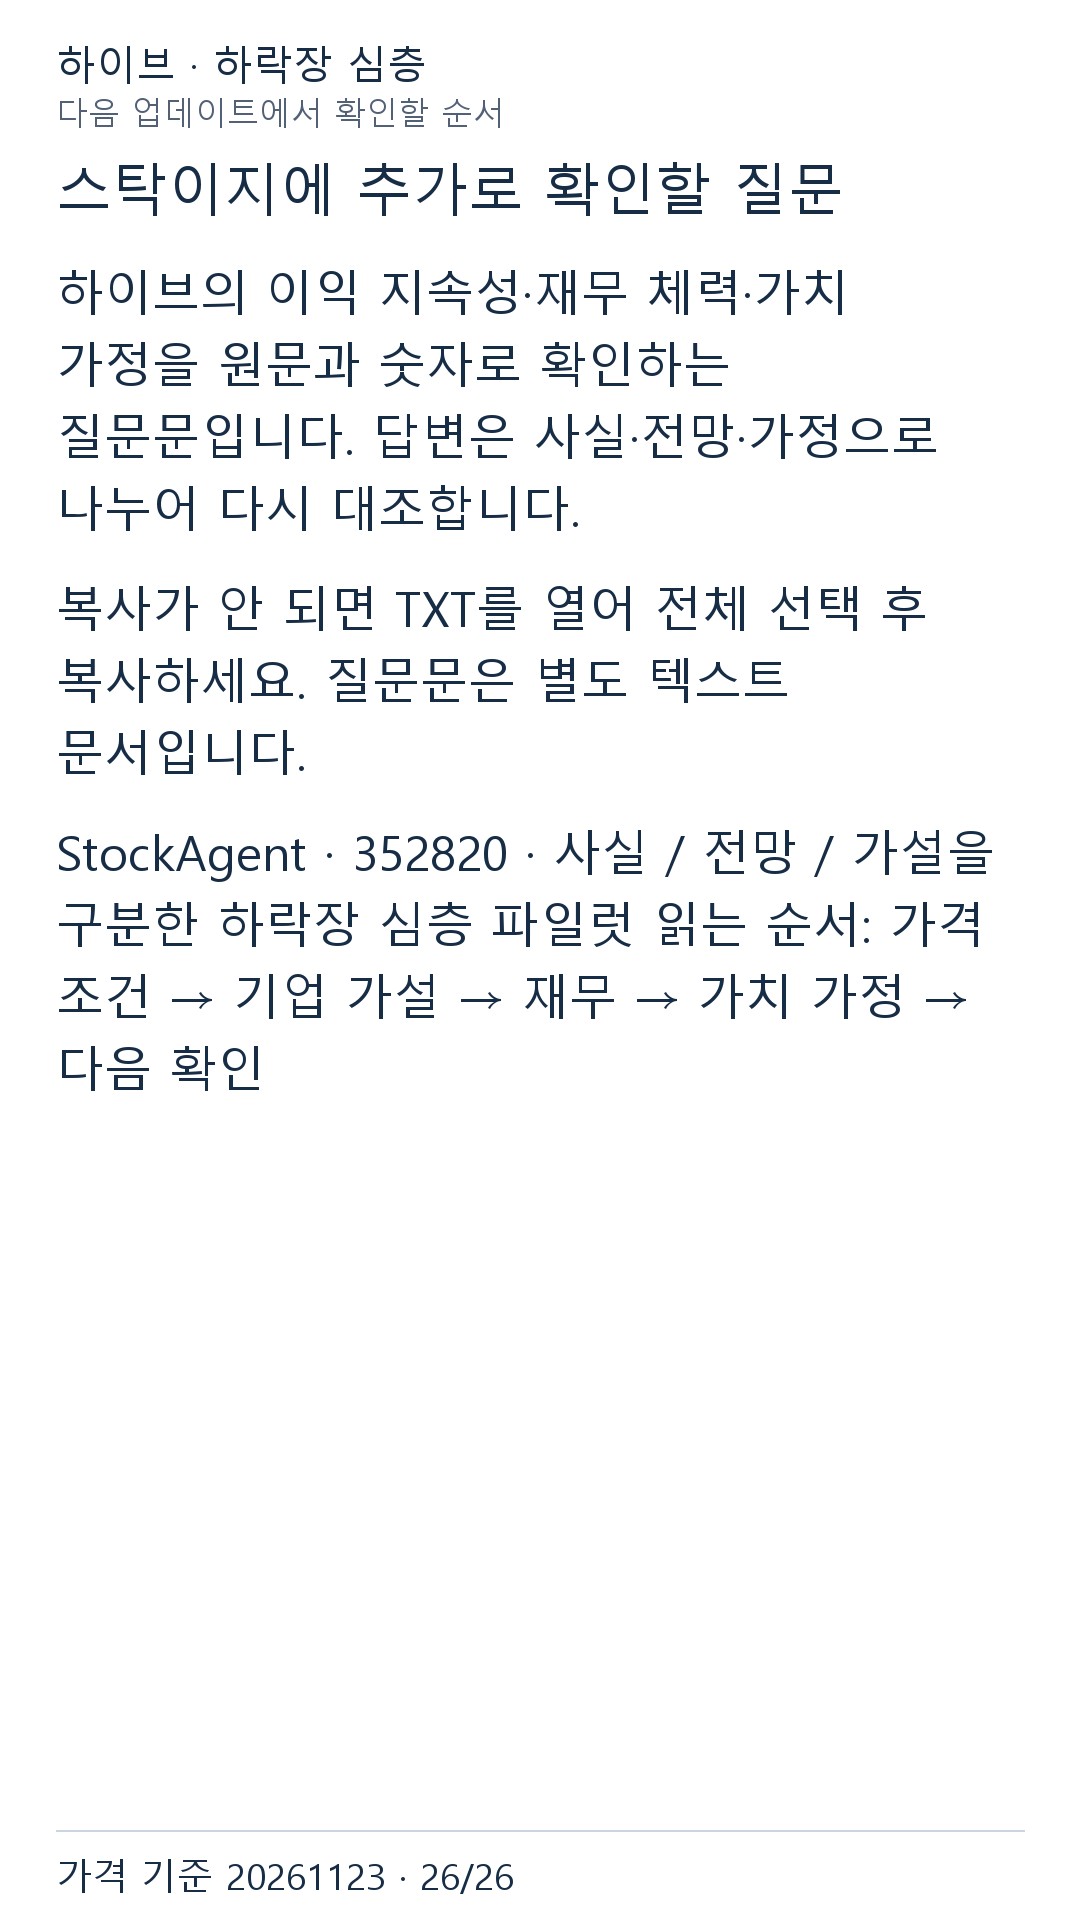 하이브 · 하락장 심층
다음 업데이트에서 확인할 순서
스탁이지에 추가로 확인할 질문
하이브의 이익 지속성·재무 체력·가치
가정을 원문과 숫자로 확인하는
질문문입니다. 답변은 사실·전망·가정으로
나누어 다시 대조합니다.
복사가 안 되면 TXT를 열어 전체 선택 후
복사하세요. 질문문은 별도 텍스트
문서입니다.
StockAgent · 352820 · 사실 / 전망 / 가설을
구분한 하락장 심층 파일럿 읽는 순서: 가격
조건 → 기업 가설 → 재무 → 가치 가정 →
다음 확인
가격 기준 20261123 · 26/26